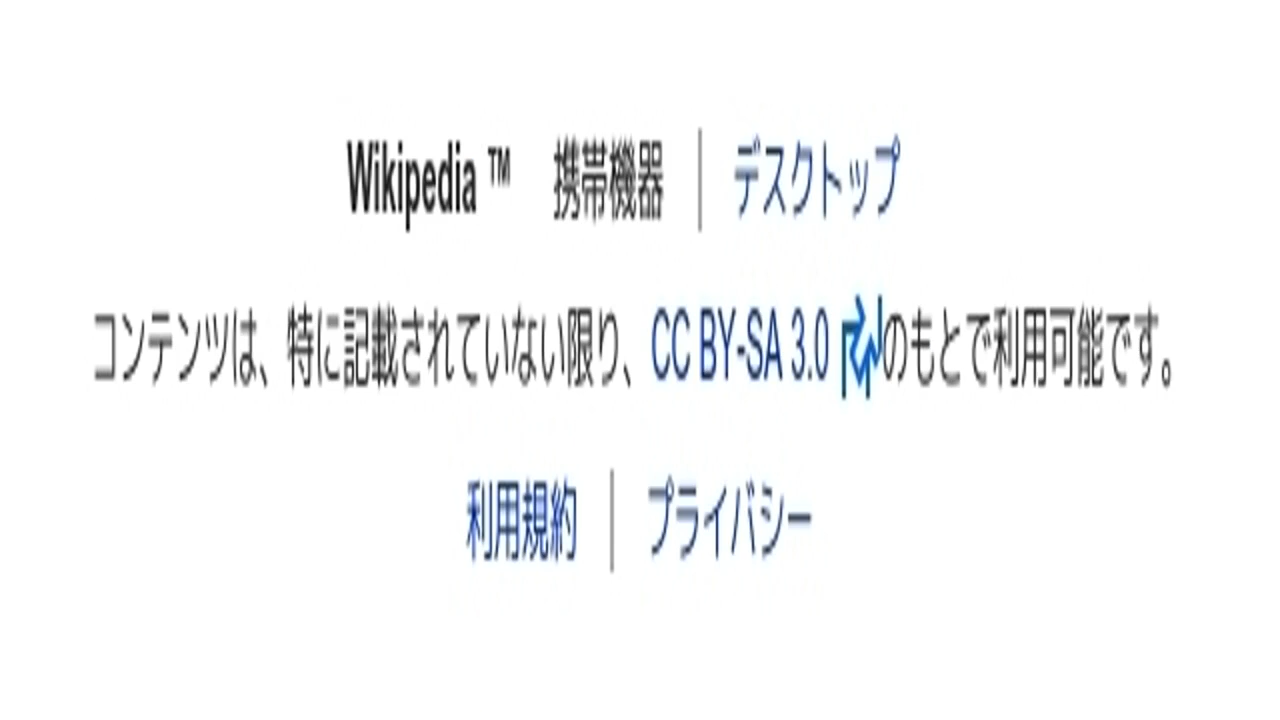 Wikipedia ™ 携帯機器 | デスクトップ
コンテンツは、特に記載されていない限り、CC BY-SA 3.0 のもとで利用可能です。
利用規約 | プライバシー